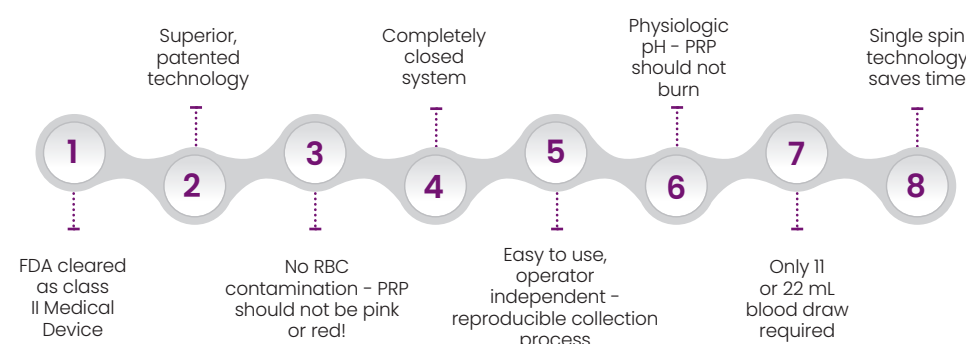 1
FDA cleared
as class
II Medical
Device
2
Superior,
patented
technology
3
No RBC
contamination - PRP
should not be pink
or red!
4
Completely
closed
system
5
Easy to use,
operator
independent -
reproducible collection
process
6
Physiologic
pH - PRP
should not
burn
7
Only 11
or 22 mL
blood draw
required
8
Single spin
technology
saves time